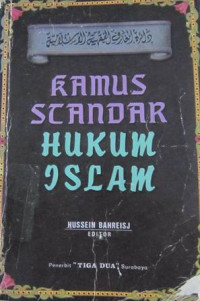 KAMUS
STANDAR
HUKUM
ISLAM
HUSSEIN BAHREISJ
EDITOR
Penerbit "TIGA DUA" Surabaya